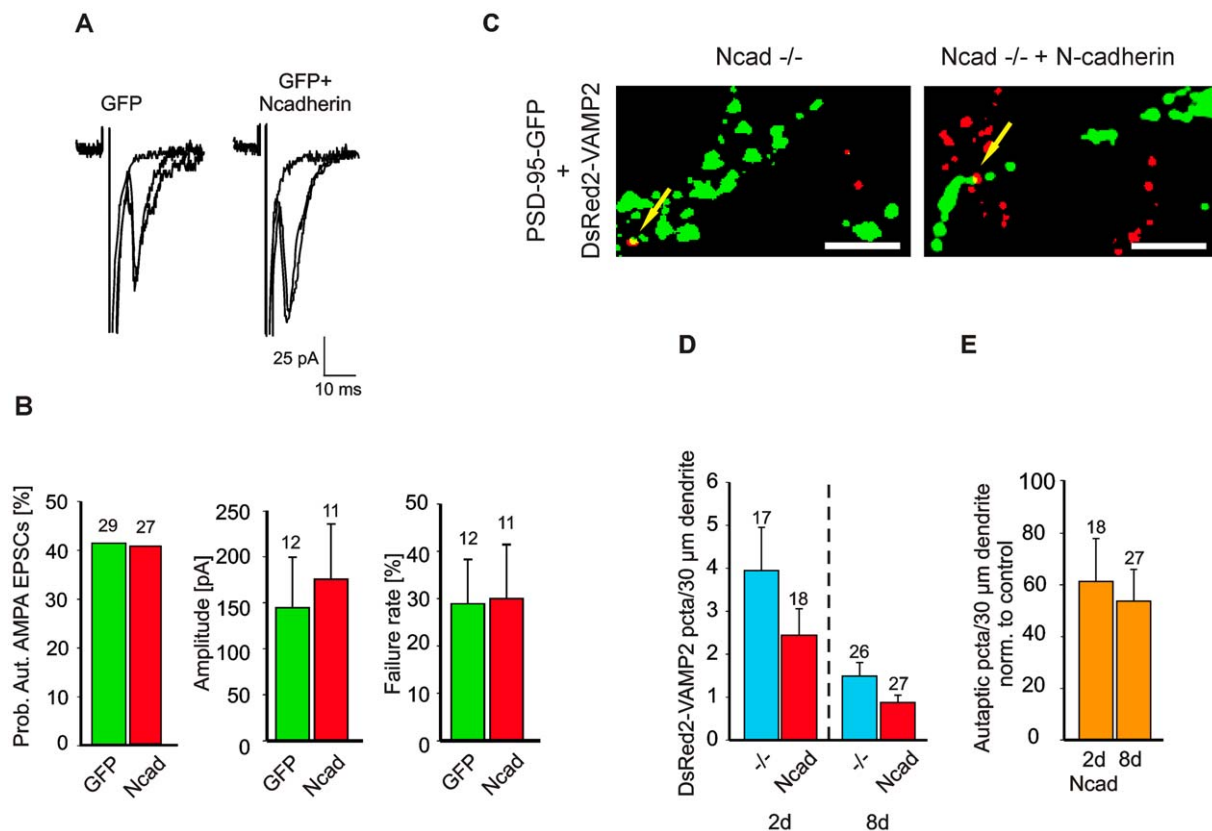 A
GFP
GFP+
Ncadherin
25 pA
10 ms
C
Ncad -/-
Ncad -/- + N-cadherin
PSD-95-GFP
+
DsRed2-VAMP2
B
Prob. Aut. AMPA EPSCs [%]
50
40
30
20
10
0
29
27
GFP
Ncad
Amplitude [pA]
250
200
150
100
50
0
12
11
GFP
Ncad
Failure rate [%]
50
40
30
20
10
0
12
11
GFP
Ncad
D
DsRed2-VAMP2 pcta/30 µm dendrite
6
5
4
3
2
1
0
17
18
26
27
-/-
Ncad
-/-
Ncad
2d
8d
E
Autaptic pcta/30 µm dendrite
norm. to control
100
80
60
40
20
0
18
27
2d 8d
Ncad